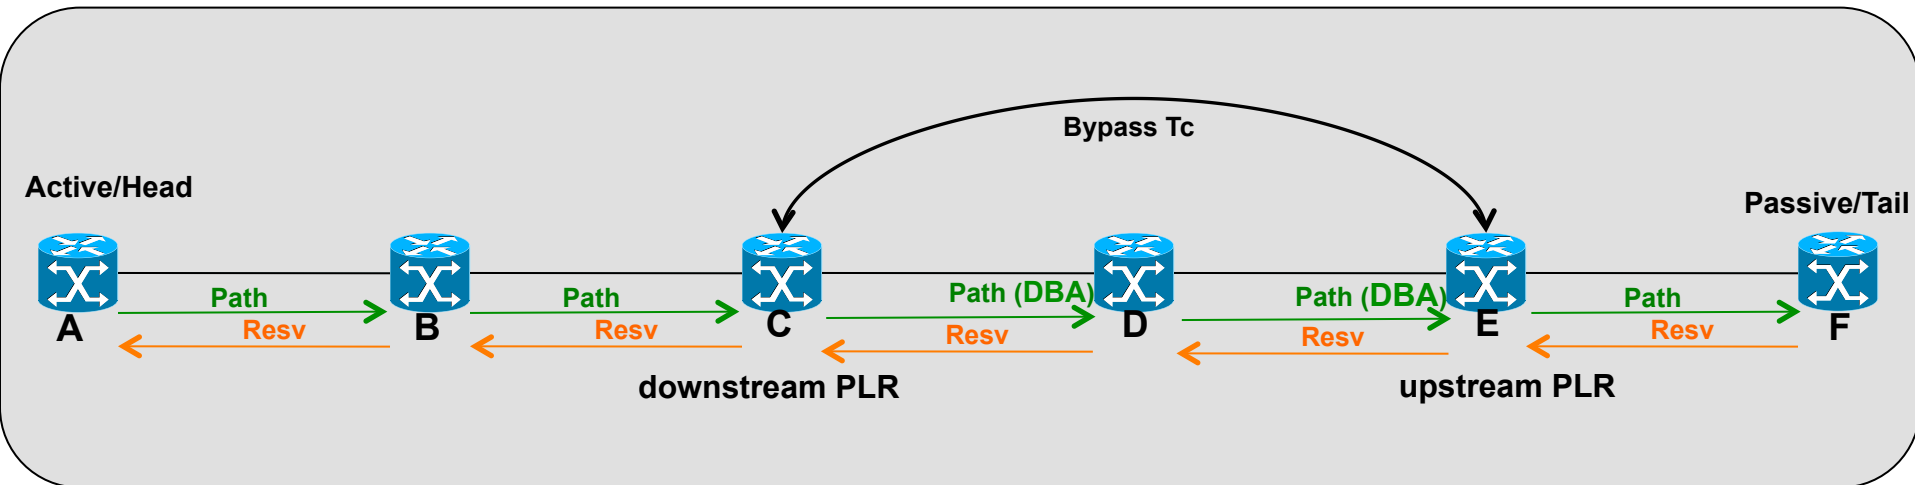 Bypass Tc
Active/Head
Passive/Tail
Path
Path
Path (DBA)
Path (DBA)
Path
A
B
C
D
E
F
Resv
Resv
Resv
Resv
Resv
downstream PLR
upstream PLR